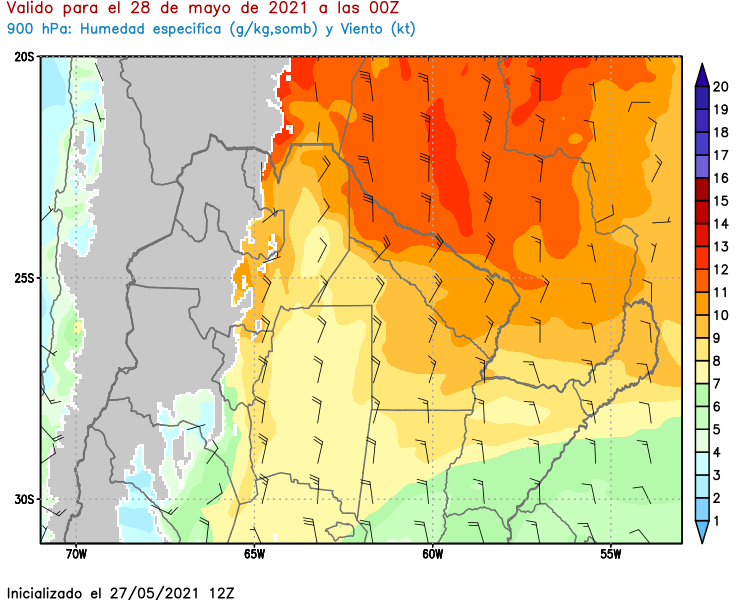 Valido para el 28 de mayo de 2021 a las 00Z
900 hPa: Humedad especifica (g/kg,somb) y Viento (kt)
20S
25S
30S
70W
65W
60W
55W
20
19
18
17
16
15
14
13
12
11
10
9
8
7
6
5
4
3
2
1
Inicializado el 27/05/2021 12Z